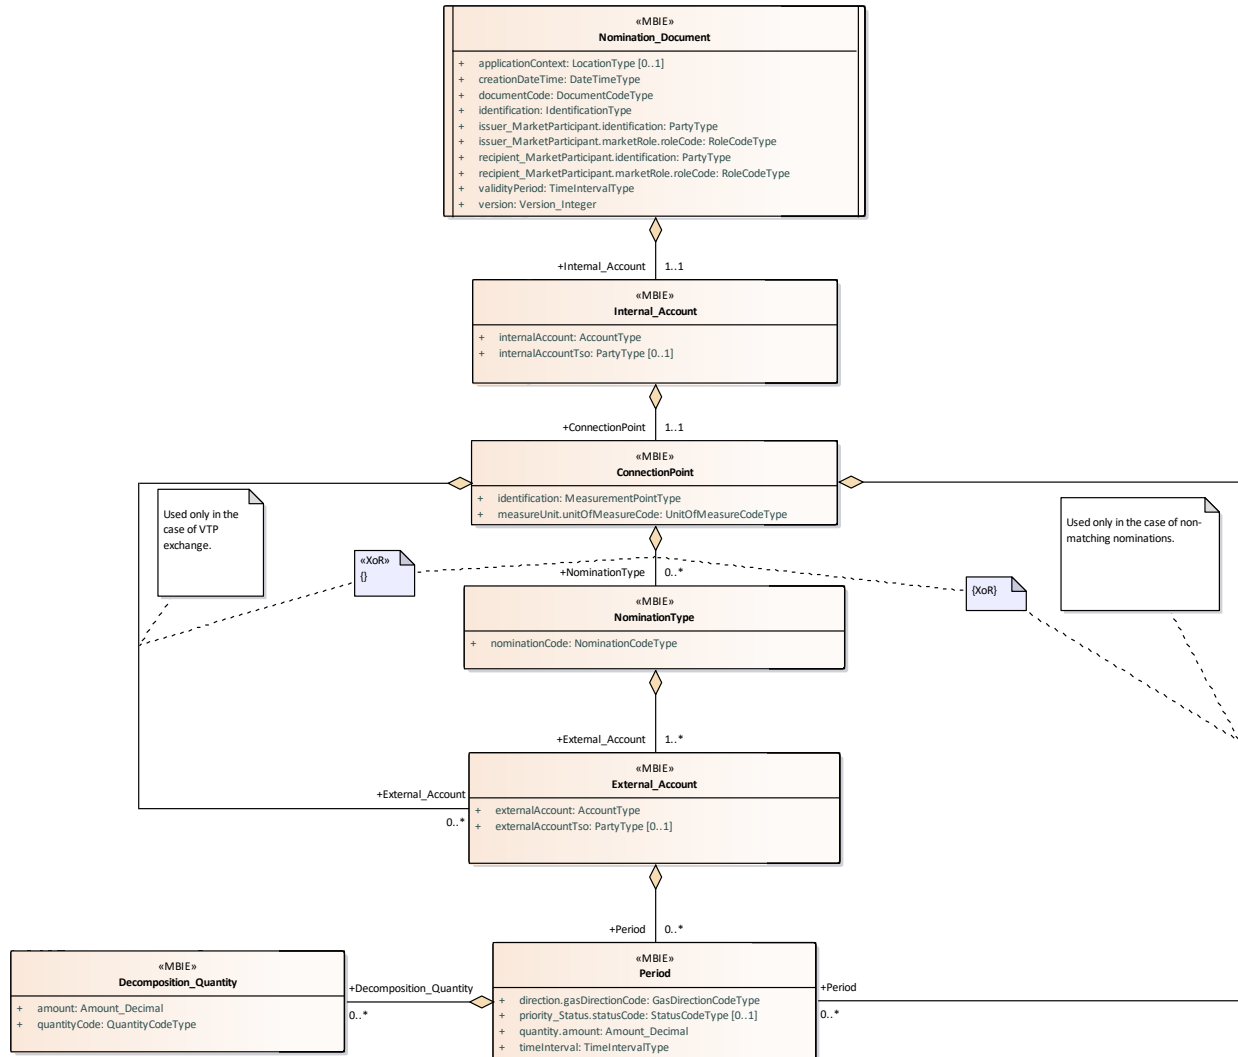 «MBIE»
Nomination_Document
+ applicationContext: LocationType [0..1]
+ creationDateTime: DateTimeType
+ documentCode: DocumentCodeType
+ identification: IdentificationType
+ issuer_MarketParticipant.identification: PartyType
+ issuer_MarketParticipant.marketRole.roleCode: RoleCodeType
+ recipient_MarketParticipant.identification: PartyType
+ recipient_MarketParticipant.marketRole.roleCode: RoleCodeType
+ validityPeriod: TimeIntervalType
+ version: Version_Integer
+Internal_Account 1..1
«MBIE»
Internal_Account
+ internalAccount: AccountType
+ internalAccountTso: PartyType [0..1]
+ConnectionPoint 1..1
«MBIE»
ConnectionPoint
+ identification: MeasurementPointType
+ measureUnit.unitOfMeasureCode: UnitOfMeasureCodeType
Used only in the
case of VTP
exchange.
«XoR»
{}
Used only in the case of non-
matching nominations.
{XoR}
+NominationType 0..*
«MBIE»
NominationType
+ nominationCode: NominationCodeType
+External_Account 1..*
«MBIE»
External_Account
+ externalAccount: AccountType
+ externalAccountTso: PartyType [0..1]
+External_Account
0..*
+Period 0..*
«MBIE»
Decomposition_Quantity
+ amount: Amount_Decimal
+ quantityCode: QuantityCodeType
+Decomposition_Quantity
0..*
«MBIE»
Period
+ direction.gasDirectionCode: GasDirectionCodeType
+ priority_Status.statusCode: StatusCodeType [0..1]
+ quantity.amount: Amount_Decimal
+ timeInterval: TimeIntervalType
+Period
0..*